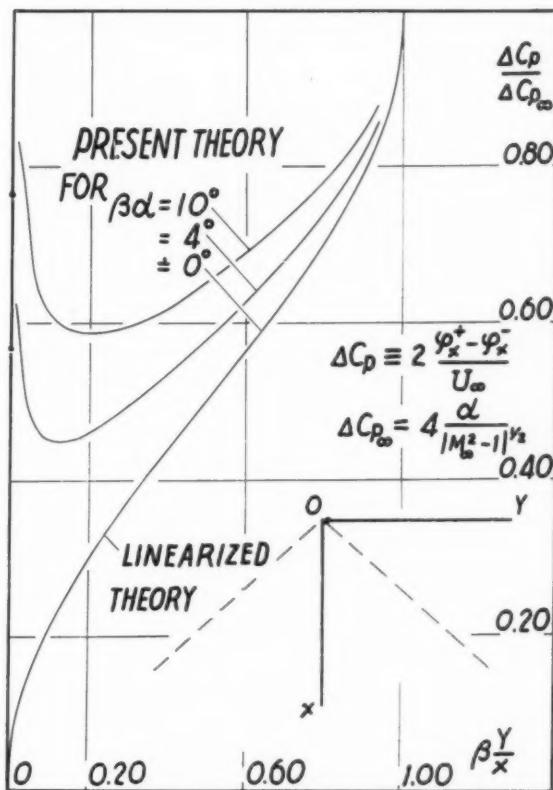 ΔCp
ΔCp∞
PRESENT THEORY
FOR βα = 10°
= 4°
± 0°
0.80
0.60
ΔCp ≡ 2 (φx⁺ - φx⁻) / U∞
ΔCp∞ = 4 α / |M∞² - 1|^1/2
0.40
O Y
LINEARIZED
THEORY
0.20
x
0 0.20 0.60 1.00 β Y/x